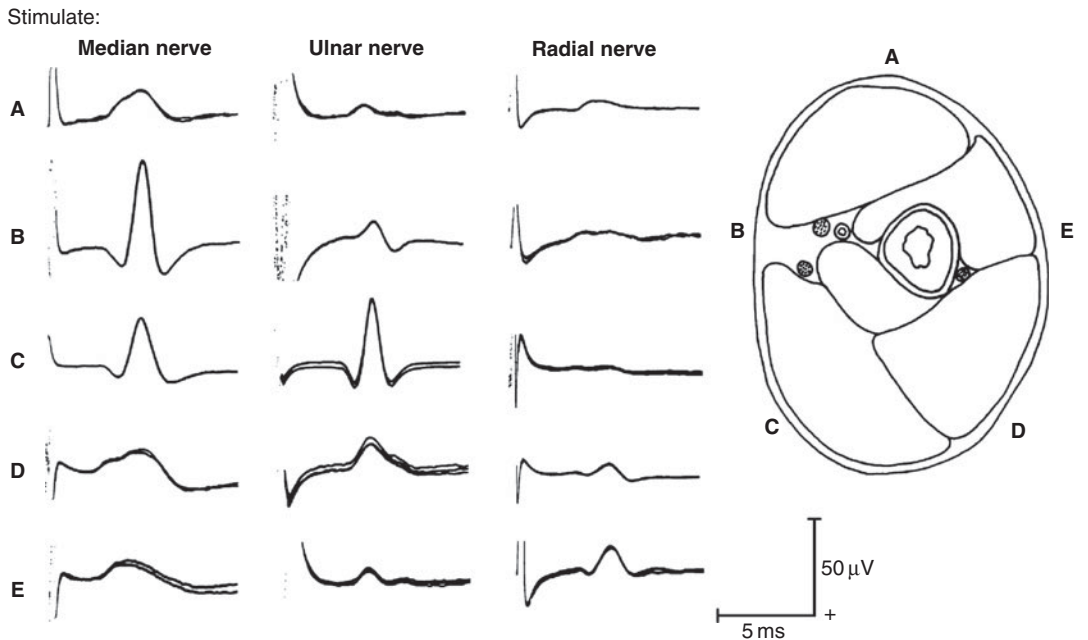 Stimulate:
Median nerve
Ulnar nerve
Radial nerve
A
B
C
D
E
A
B
E
C
D
50 μV
+
5 ms